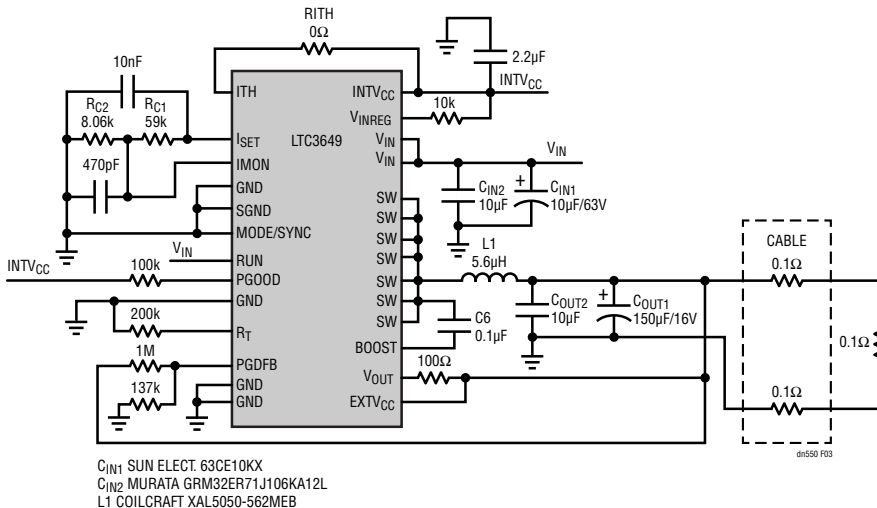 RITH
0Ω
2.2µF
10nF
INTVCC
ITH
INTVCC
VINREG
10k
RC2
8.06k
RC1
59k
LTC3649
ISET
VIN
VIN
VIN
470pF
IMON
GND
SGND
MODE/SYNC
CIN2
10µF
+
CIN1
10µF/63V
SW
SW
SW
SW
SW
SW
SW
L1
5.6µH
CABLE
0.1Ω
VIN
RUN
INTVCC
100k
PGOOD
GND
200k
RT
COUT2
10µF
+
COUT1
150µF/16V
C6
0.1µF
0.1Ω
1M
PGDFB
BOOST
137k
GND
GND
VOUT
100Ω
EXTVCC
0.1Ω
dn550 F03
CIN1 SUN ELECT. 63CE10KX
CIN2 MURATA GRM32ER71J106KA12L
L1 COILCRAFT XAL5050-562MEB